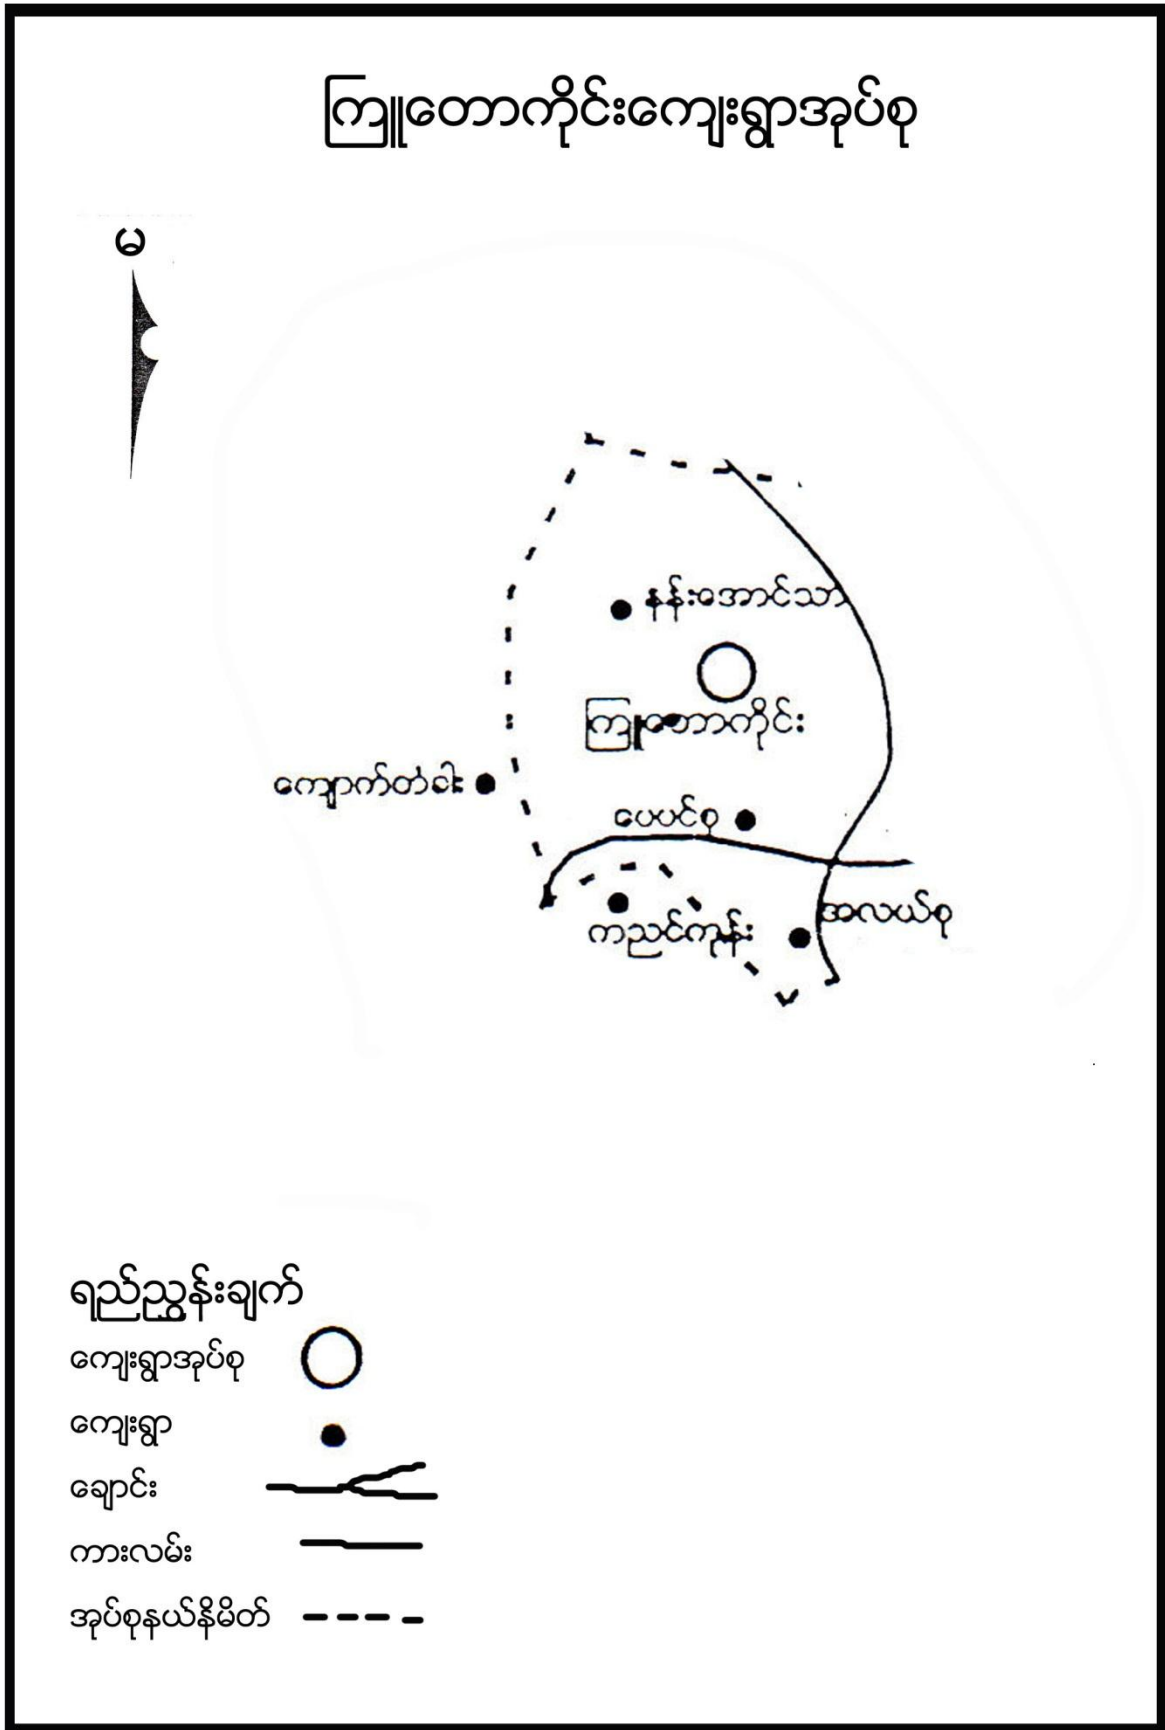 ကြူတောကိုင်းကျေးရွာအုပ်စု
မ
နန်းအောင်သာ
ကြူတောကိုင်း
ကျောက်တံခါး
ပေပင်စု
အလယ်စု
ကညင်ကုန်း
ရည်ညွှန်းချက်
ကျေးရွာအုပ်စု
ကျေးရွာ
ချောင်း
ကားလမ်း
အုပ်စုနယ်နိမိတ်